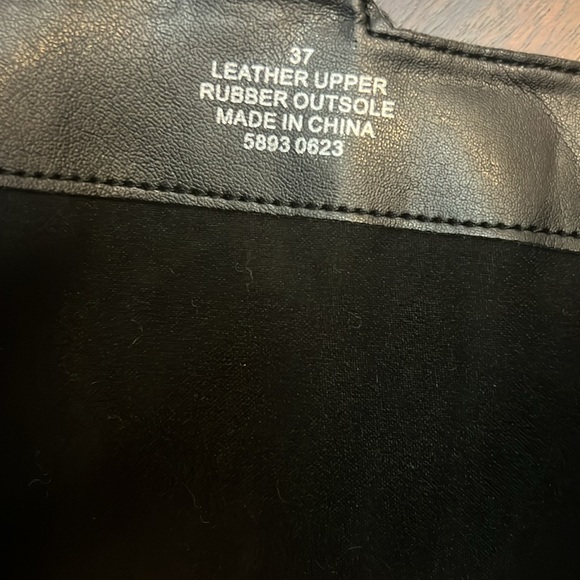 37
LEATHER UPPER
RUBBER OUTSOLE
MADE IN CHINA
5893 0623